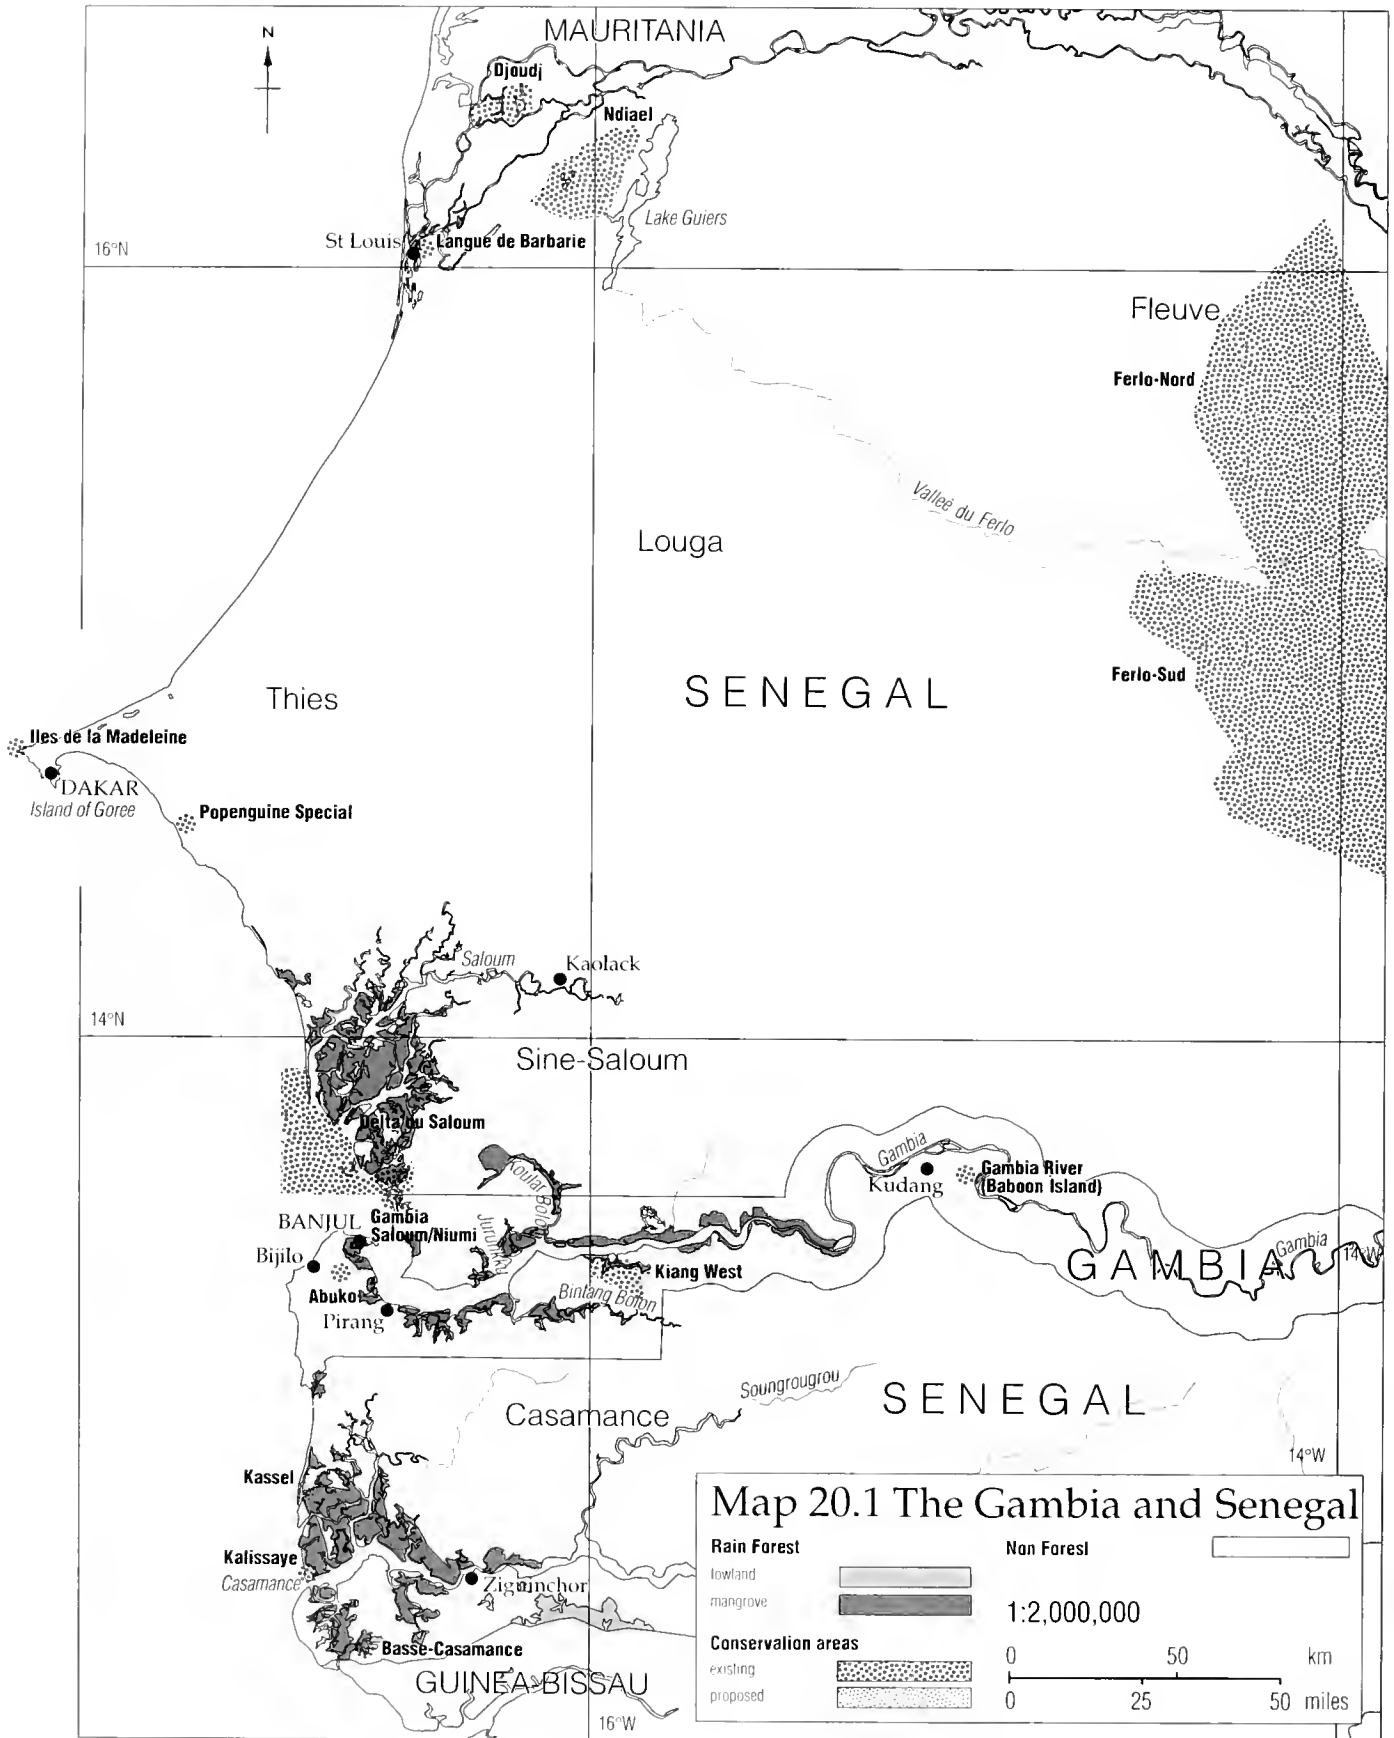 N
MAURITANIA
Djoudj
Ndiael
Lake Guiers
St Louis
Langue de Barbarie
16°N
Fleuve
Ferlo-Nord
Valleé du Ferlo
Louga
SENEGAL
Ferlo-Sud
Thies
Iles de la Madeleine
DAKAR
Island of Goree
Popenguine Special
Saloum
Kaolack
14°N
Sine-Saloum
Delta du Saloum
Gambia
Kudang
Gambia River
(Baboon Island)
Koular Bolon
Jurunku
BANJUL
Gambia
Saloum/Niumi
Bijilo
Kiang West
Gambia
14°W
GAMBIA
Abuko
Bintang Bolon
Pirang
Soungrougrou
SENEGAL
Casamance
14°W
Kassel
Kalissaye
Casamance
Ziguinchor
Basse-Casamance
GUINEA-BISSAU
16°W
Map 20.1 The Gambia and Senegal
Rain Forest
Non Forest
lowland
mangrove
1:2,000,000
Conservation areas
existing
proposed
0 50 km
0 25 50 miles